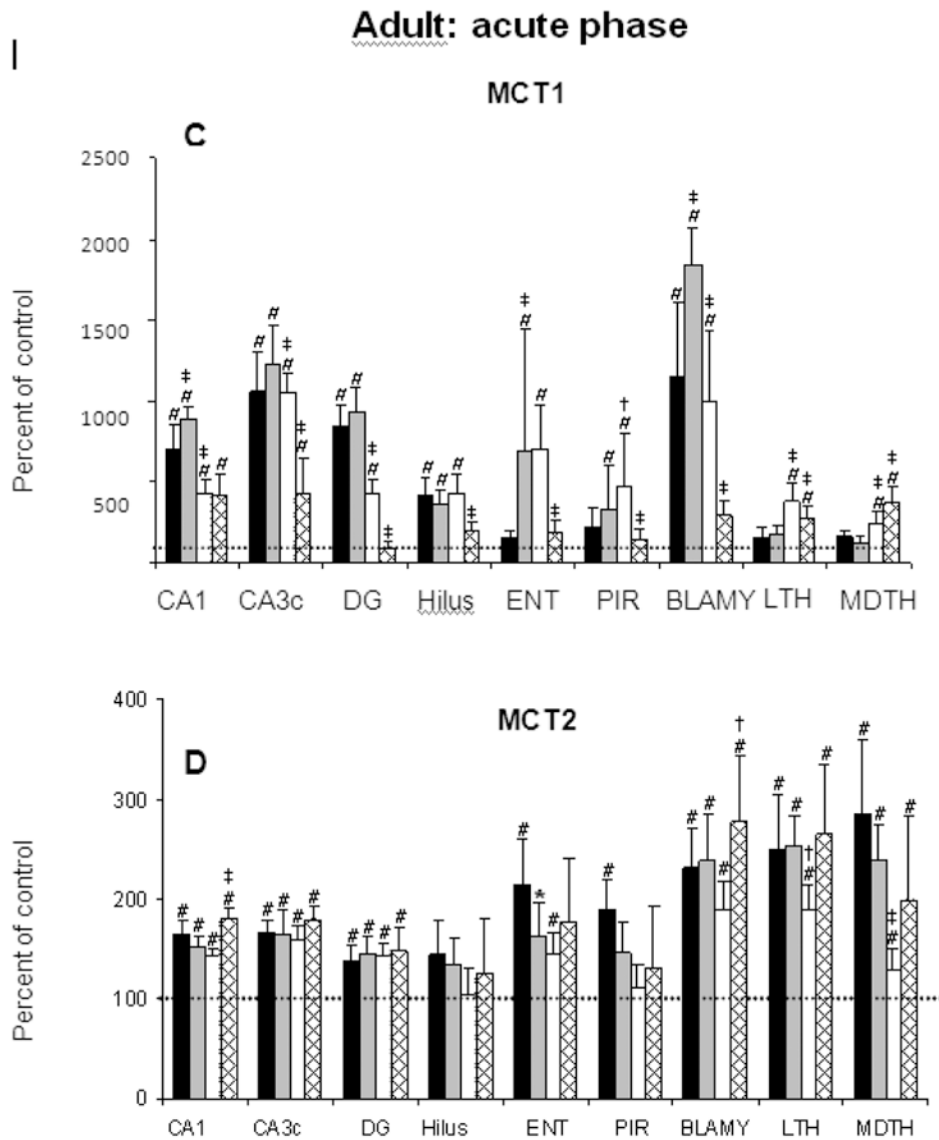 Adult: acute phase
I
MCT1
C
Percent of control
2500
2000
1500
1000
500
‡
#
# ‡ #
‡ # #
# # ‡ # ‡ #
# # ‡ # ‡
# # # ‡
‡ # # ‡
# † # ‡
# ‡ # ‡ # ‡
‡ # ‡ #
‡ # ‡ #
CA1 CA3c DG Hilus ENT PIR BLAMY LTH MDTH
MCT2
D
Percent of control
400
300
200
100
0
# # # ‡ #
# # # #
# # # #
# * #
#
# # # † #
# # † # #
# # ‡ # #
CA1 CA3c DG Hilus ENT PIR BLAMY LTH MDTH